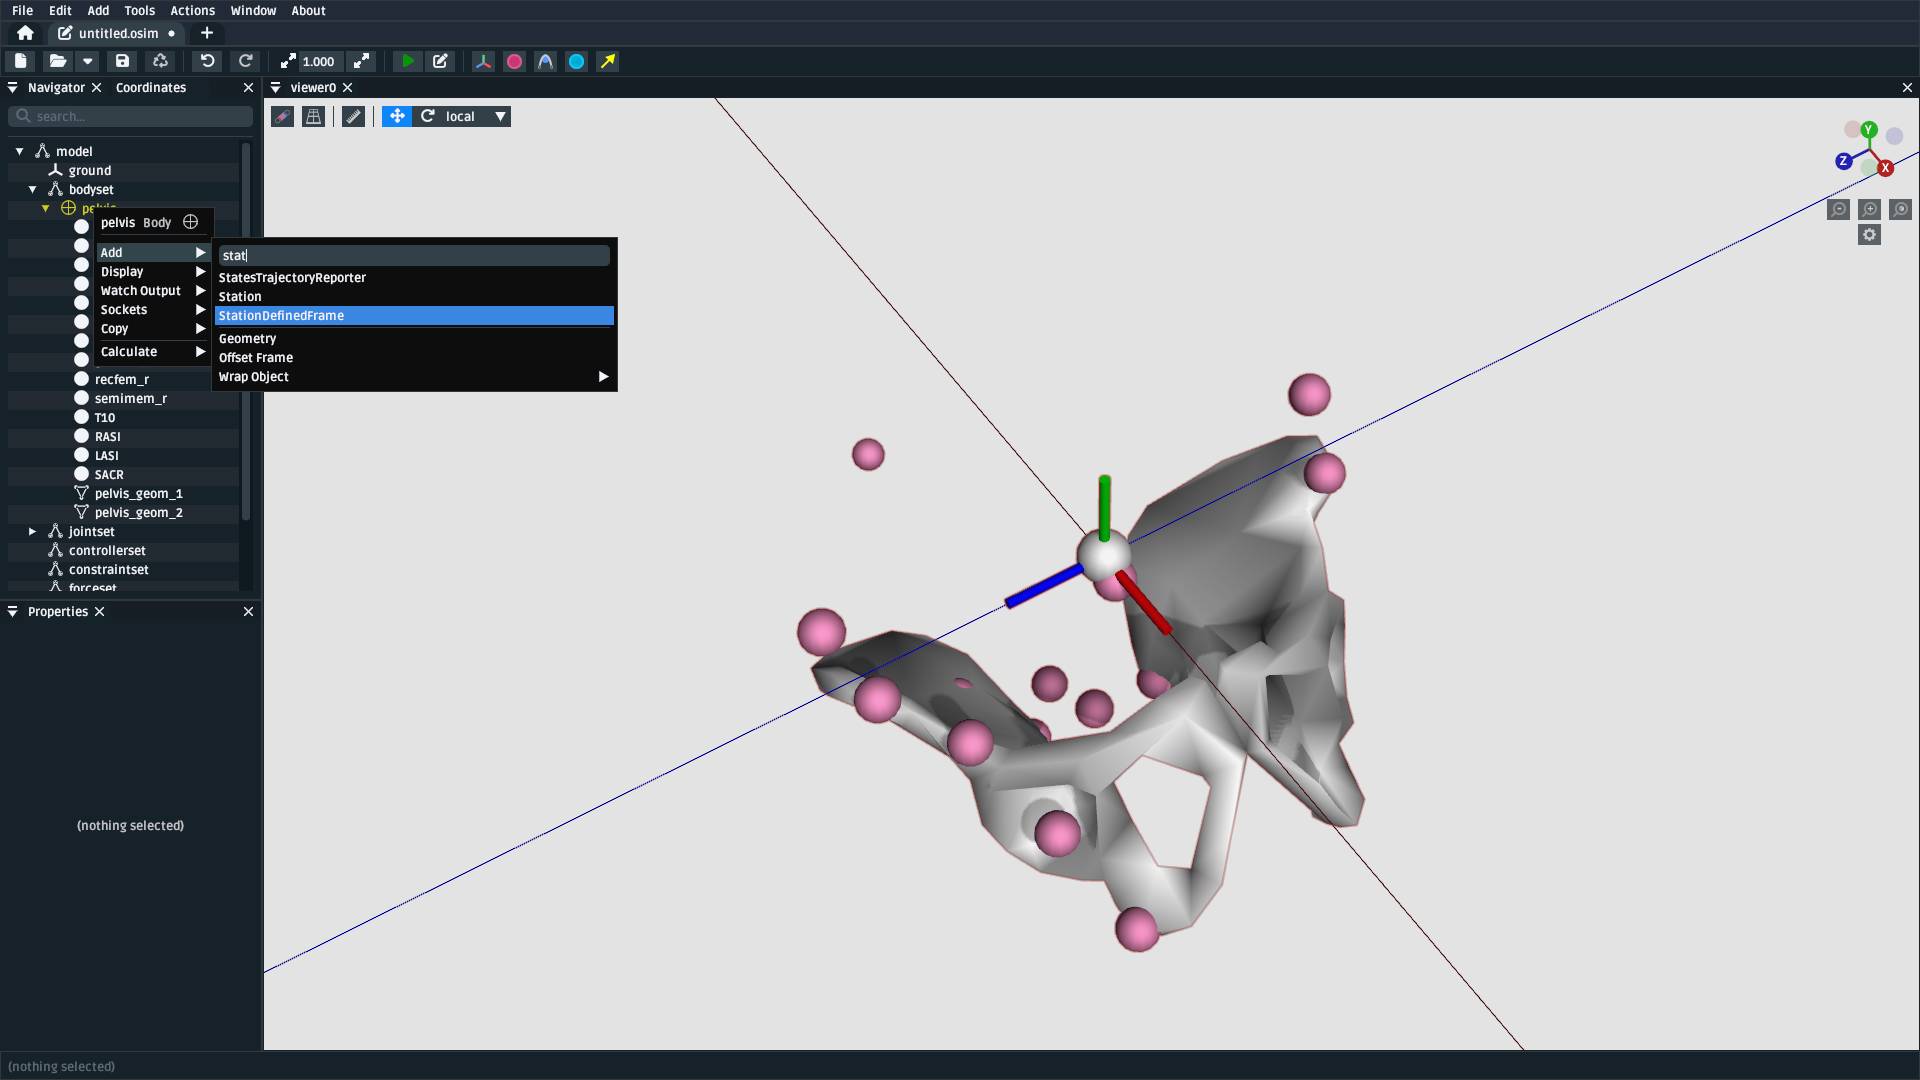 File Edit Add Tools Actions Window About
untitled.osim
1.000
Navigator Coordinates
viewer0
search...
local
model
ground
bodyset
pelvis Body
Add
Display
Watch Output
Sockets
Copy
Calculate
stat
StatesTrajectoryReporter
Station
StationDefinedFrame
Geometry
Offset Frame
Wrap Object
recfem_r
semimem_r
T10
RASI
LASI
SACR
pelvis_geom_1
pelvis_geom_2
jointset
controllerset
constraintset
forceset
Y
Z
X
Properties
(nothing selected)
(nothing selected)